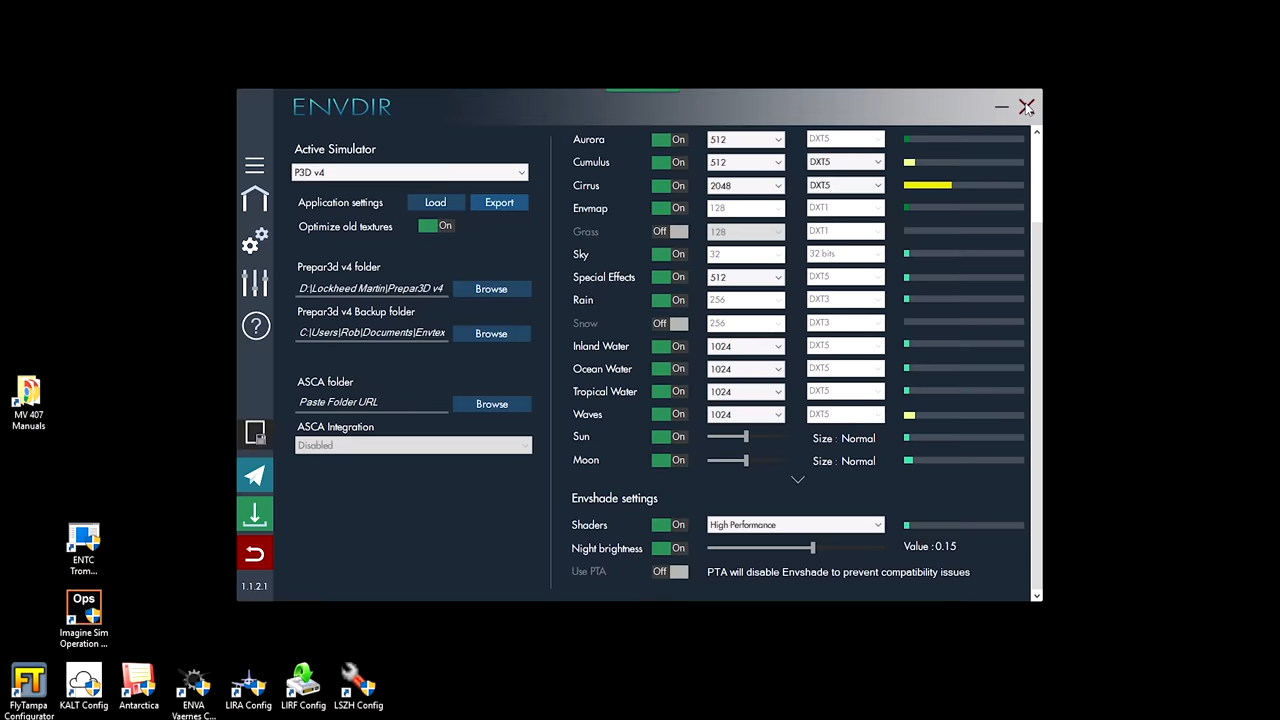 ENVDIR
Active Simulator
P3D v4
Application settings Load Export
Optimize old textures On
Prepar3d v4 folder
D:\Lockheed Martin\Prepar3D v4 Browse
Prepar3d v4 Backup folder
C:\Users\Rob\Documents\Envtex Browse
ASCA folder
Paste Folder URL Browse
ASCA Integration
Disabled
1.1.2.1
Aurora On 512 DXT5
Cumulus On 512 DXT5
Cirrus On 2048 DXT5
Envmap On 128 DXT1
Grass Off 128 DXT1
Sky On 32 32 bits
Special Effects On 512 DXT5
Rain On 256 DXT3
Snow Off 256 DXT3
Inland Water On 1024 DXT5
Ocean Water On 1024 DXT5
Tropical Water On 1024 DXT5
Waves On 1024 DXT5
Sun On Size : Normal
Moon On Size : Normal
Envshade settings
Shaders On High Performance
Night brightness On Value : 0.15
Use PTA Off PTA will disable Envshade to prevent compatibility issues
MV 407
Manuals
ENTC
Trom...
Ops
Imagine Sim
Operation ...
FT
FlyTampa
Configurator
KALT Config
Antarctica
ENVA
Vaernes C...
LIRA Config
LIRF Config
LSZH Config